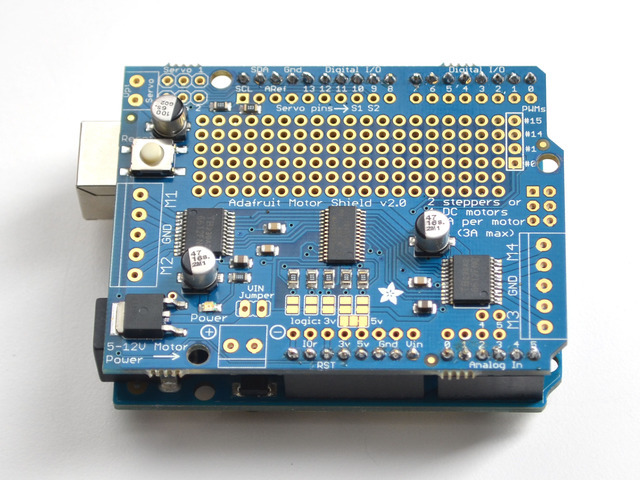 Servo 1
SDA Gnd Digital I/O
Digital I/O
SCL ARef 13 12 11 10 9 8
7 6 5 4 3 2 1 0
Servo
Servo pins→ S1 S2
PWMs
#15
#14
#1
#0
100
Adafruit Motor Shield v2.0
2 steppers or
DC motors
per motor
(3A max)
M1
GND
M2
M4
GND
M3
47
16V
47
16V
VIN
Jumper
Power
logic: 3v 5v
5-12V Motor
Power →
+ −
IOr 3v 5v Gnd Vin
RST
0 1 2 3 4 5
Analog In